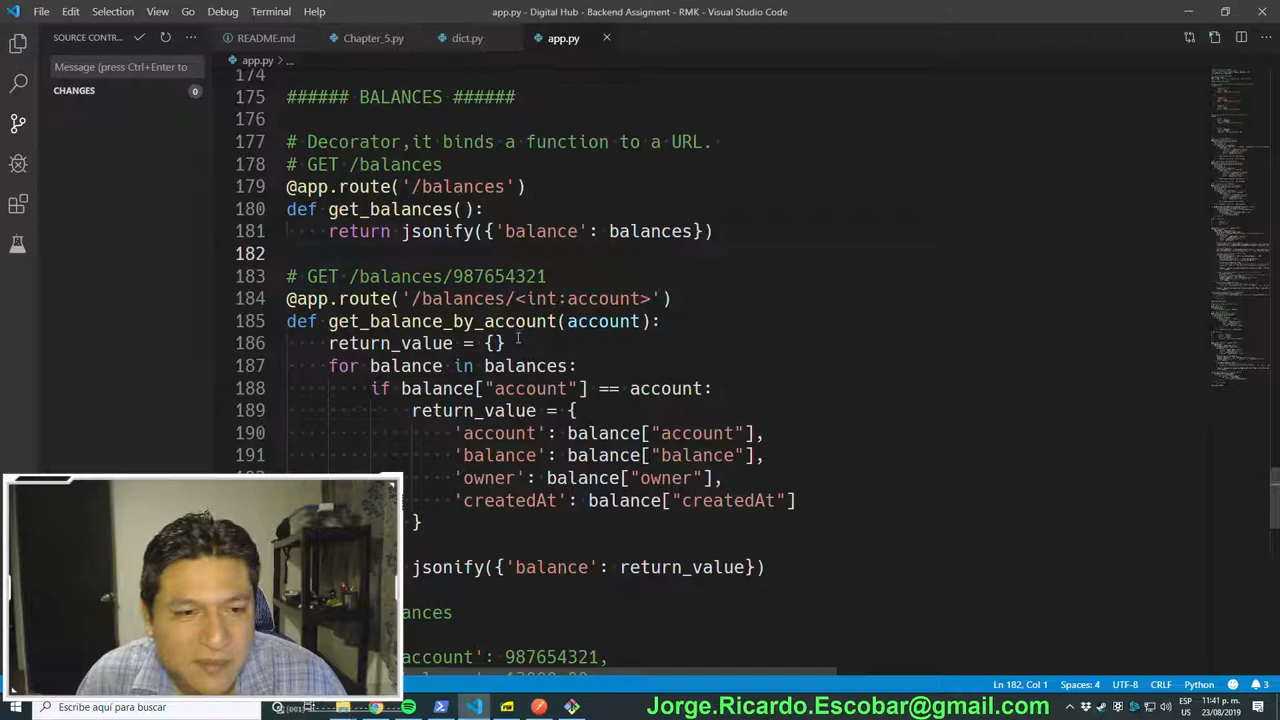 File Edit Selection View Go Debug Terminal Help
app.py - Digital Hub - Backend Assigment - RMK - Visual Studio Code
SOURCE CONTR...
README.md Chapter_5.py dict.py app.py
Message (press Ctrl+Enter to
app.py > ...
CHANGES 0
174
175 ###### BALANCES ######
176
177 # Decorator,it binds a function to a URL.
178 # GET /balances
179 @app.route('/balances')
180 def get_balances():
181 return jsonify({'balance': balances})
182
183 # GET /balances/987654321
184 @app.route('/balances/<int:account>')
185 def get_balance_by_account(account):
186 return_value = {}
187 for balance in balances:
188 if balance["account"] == account:
189 return_value = {
190 'account': balance["account"],
191 'balance': balance["balance"],
'owner': balance["owner"],
'createdAt': balance["createdAt"]
}
jsonify({'balance': return_value})
ances
account': 987654321,
Ln 182, Col 1 Spaces: 4 UTF-8 CRLF Python 3
Escribe aquí para buscar
Jorge.Ricardo.Escobar@gmail.com
ESP US
11:41 p. m.
23/08/2019